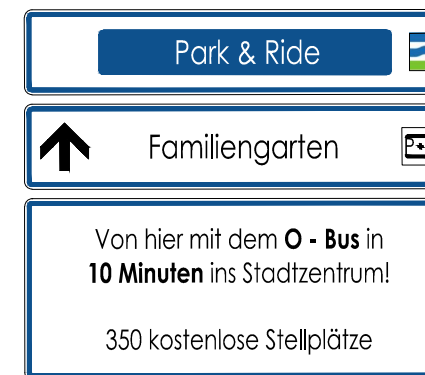 Park & Ride
Familiengarten
Von hier mit dem O - Bus in
10 Minuten ins Stadtzentrum!
350 kostenlose Stellplätze